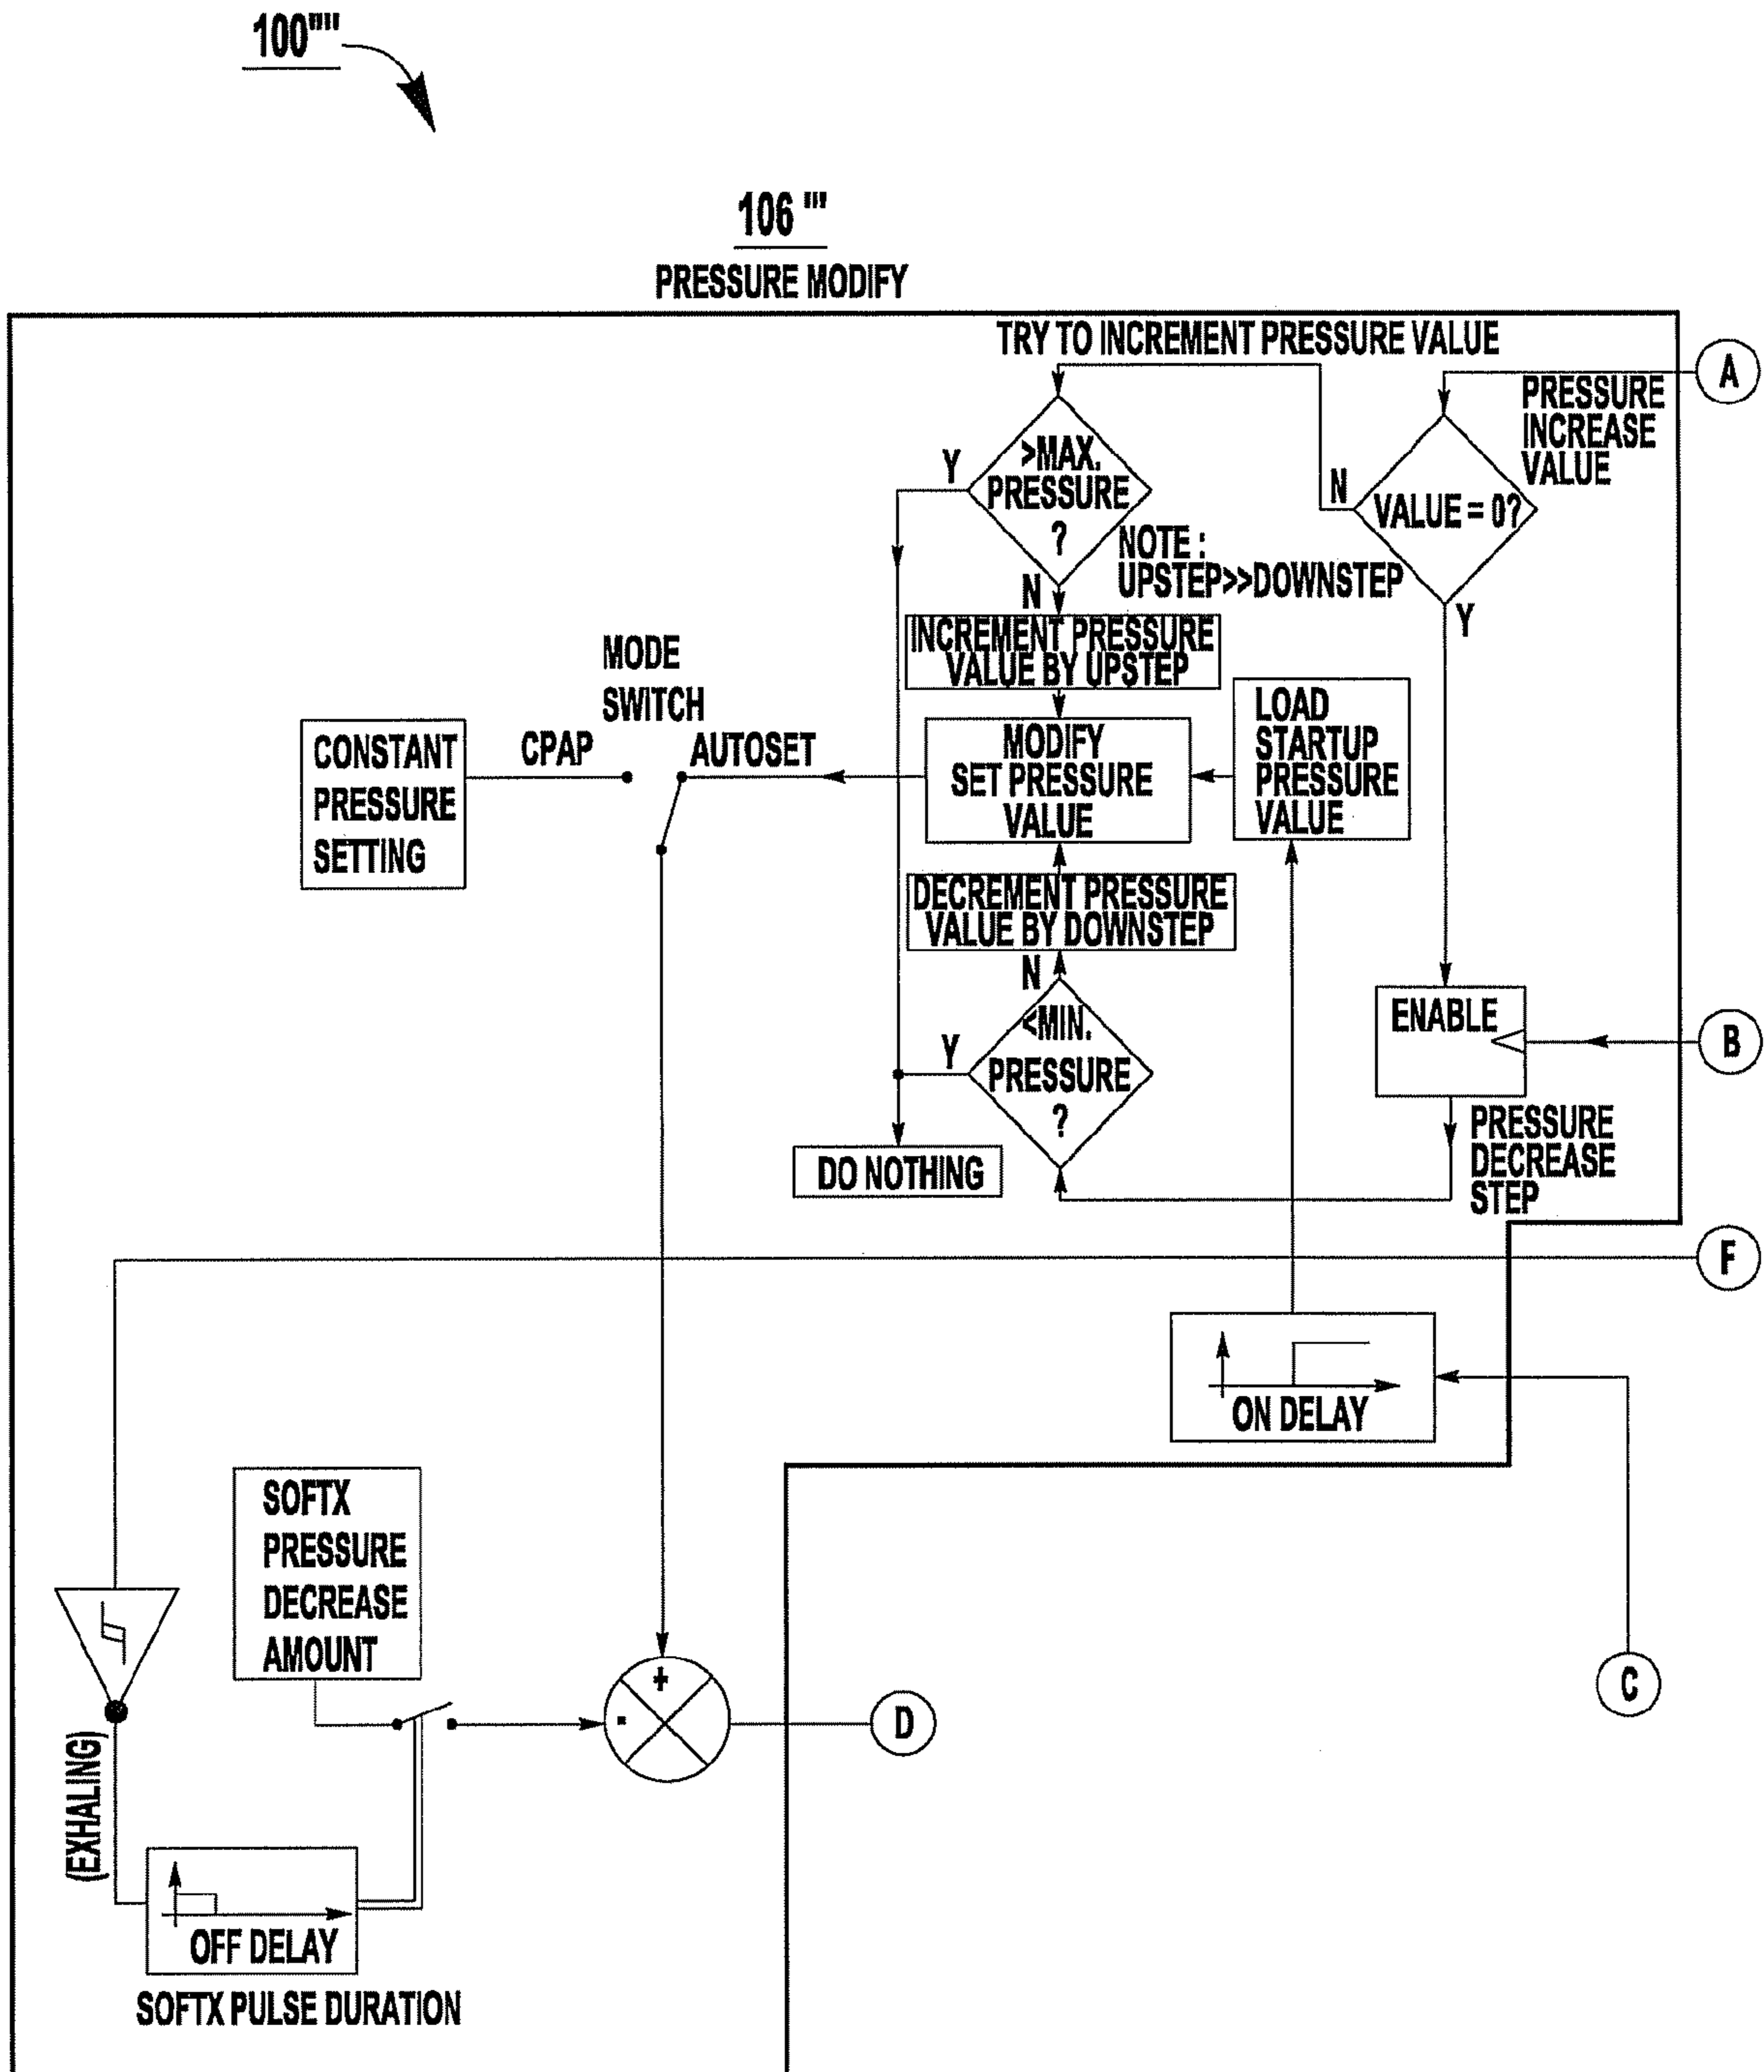 100""
106 '''
PRESSURE MODIFY
TRY TO INCREMENT PRESSURE VALUE
A
PRESSURE
INCREASE
VALUE
>MAX.
PRESSURE
?
Y
N
VALUE = 0?
N
Y
NOTE :
UPSTEP>>DOWNSTEP
INCREMENT PRESSURE
VALUE BY UPSTEP
MODE
SWITCH
CONSTANT
PRESSURE
SETTING
CPAP
AUTOSET
MODIFY
SET PRESSURE
VALUE
LOAD
STARTUP
PRESSURE
VALUE
DECREMENT PRESSURE
VALUE BY DOWNSTEP
N
<MIN.
PRESSURE
?
Y
ENABLE
B
DO NOTHING
PRESSURE
DECREASE
STEP
F
ON DELAY
SOFTX
PRESSURE
DECREASE
AMOUNT
+
-
D
C
(EXHALING)
OFF DELAY
SOFTX PULSE DURATION